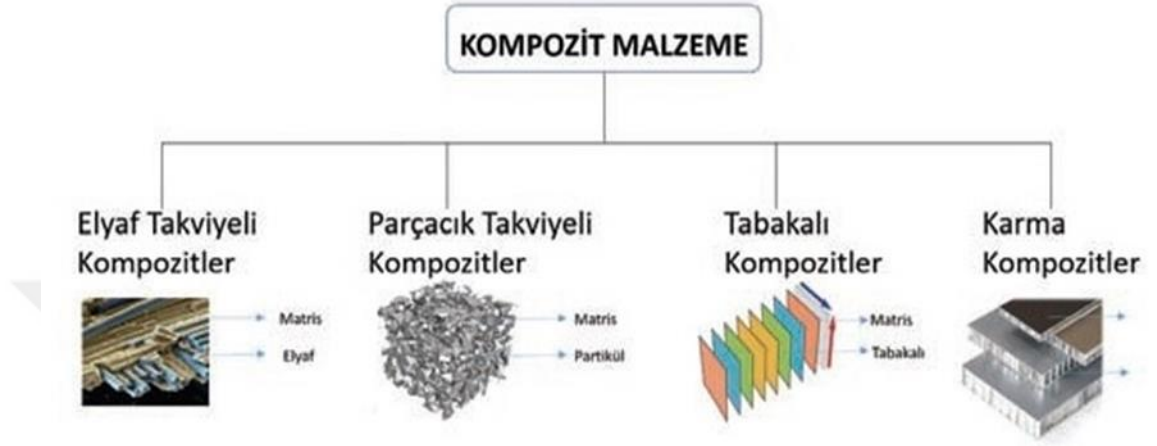 KOMPOZİT MALZEME
Elyaf Takviyeli
Kompozitler
Matris
Elyaf
Parçacık Takviyeli
Kompozitler
Matris
Partikül
Tabakalı
Kompozitler
Matris
Tabakalı
Karma
Kompozitler